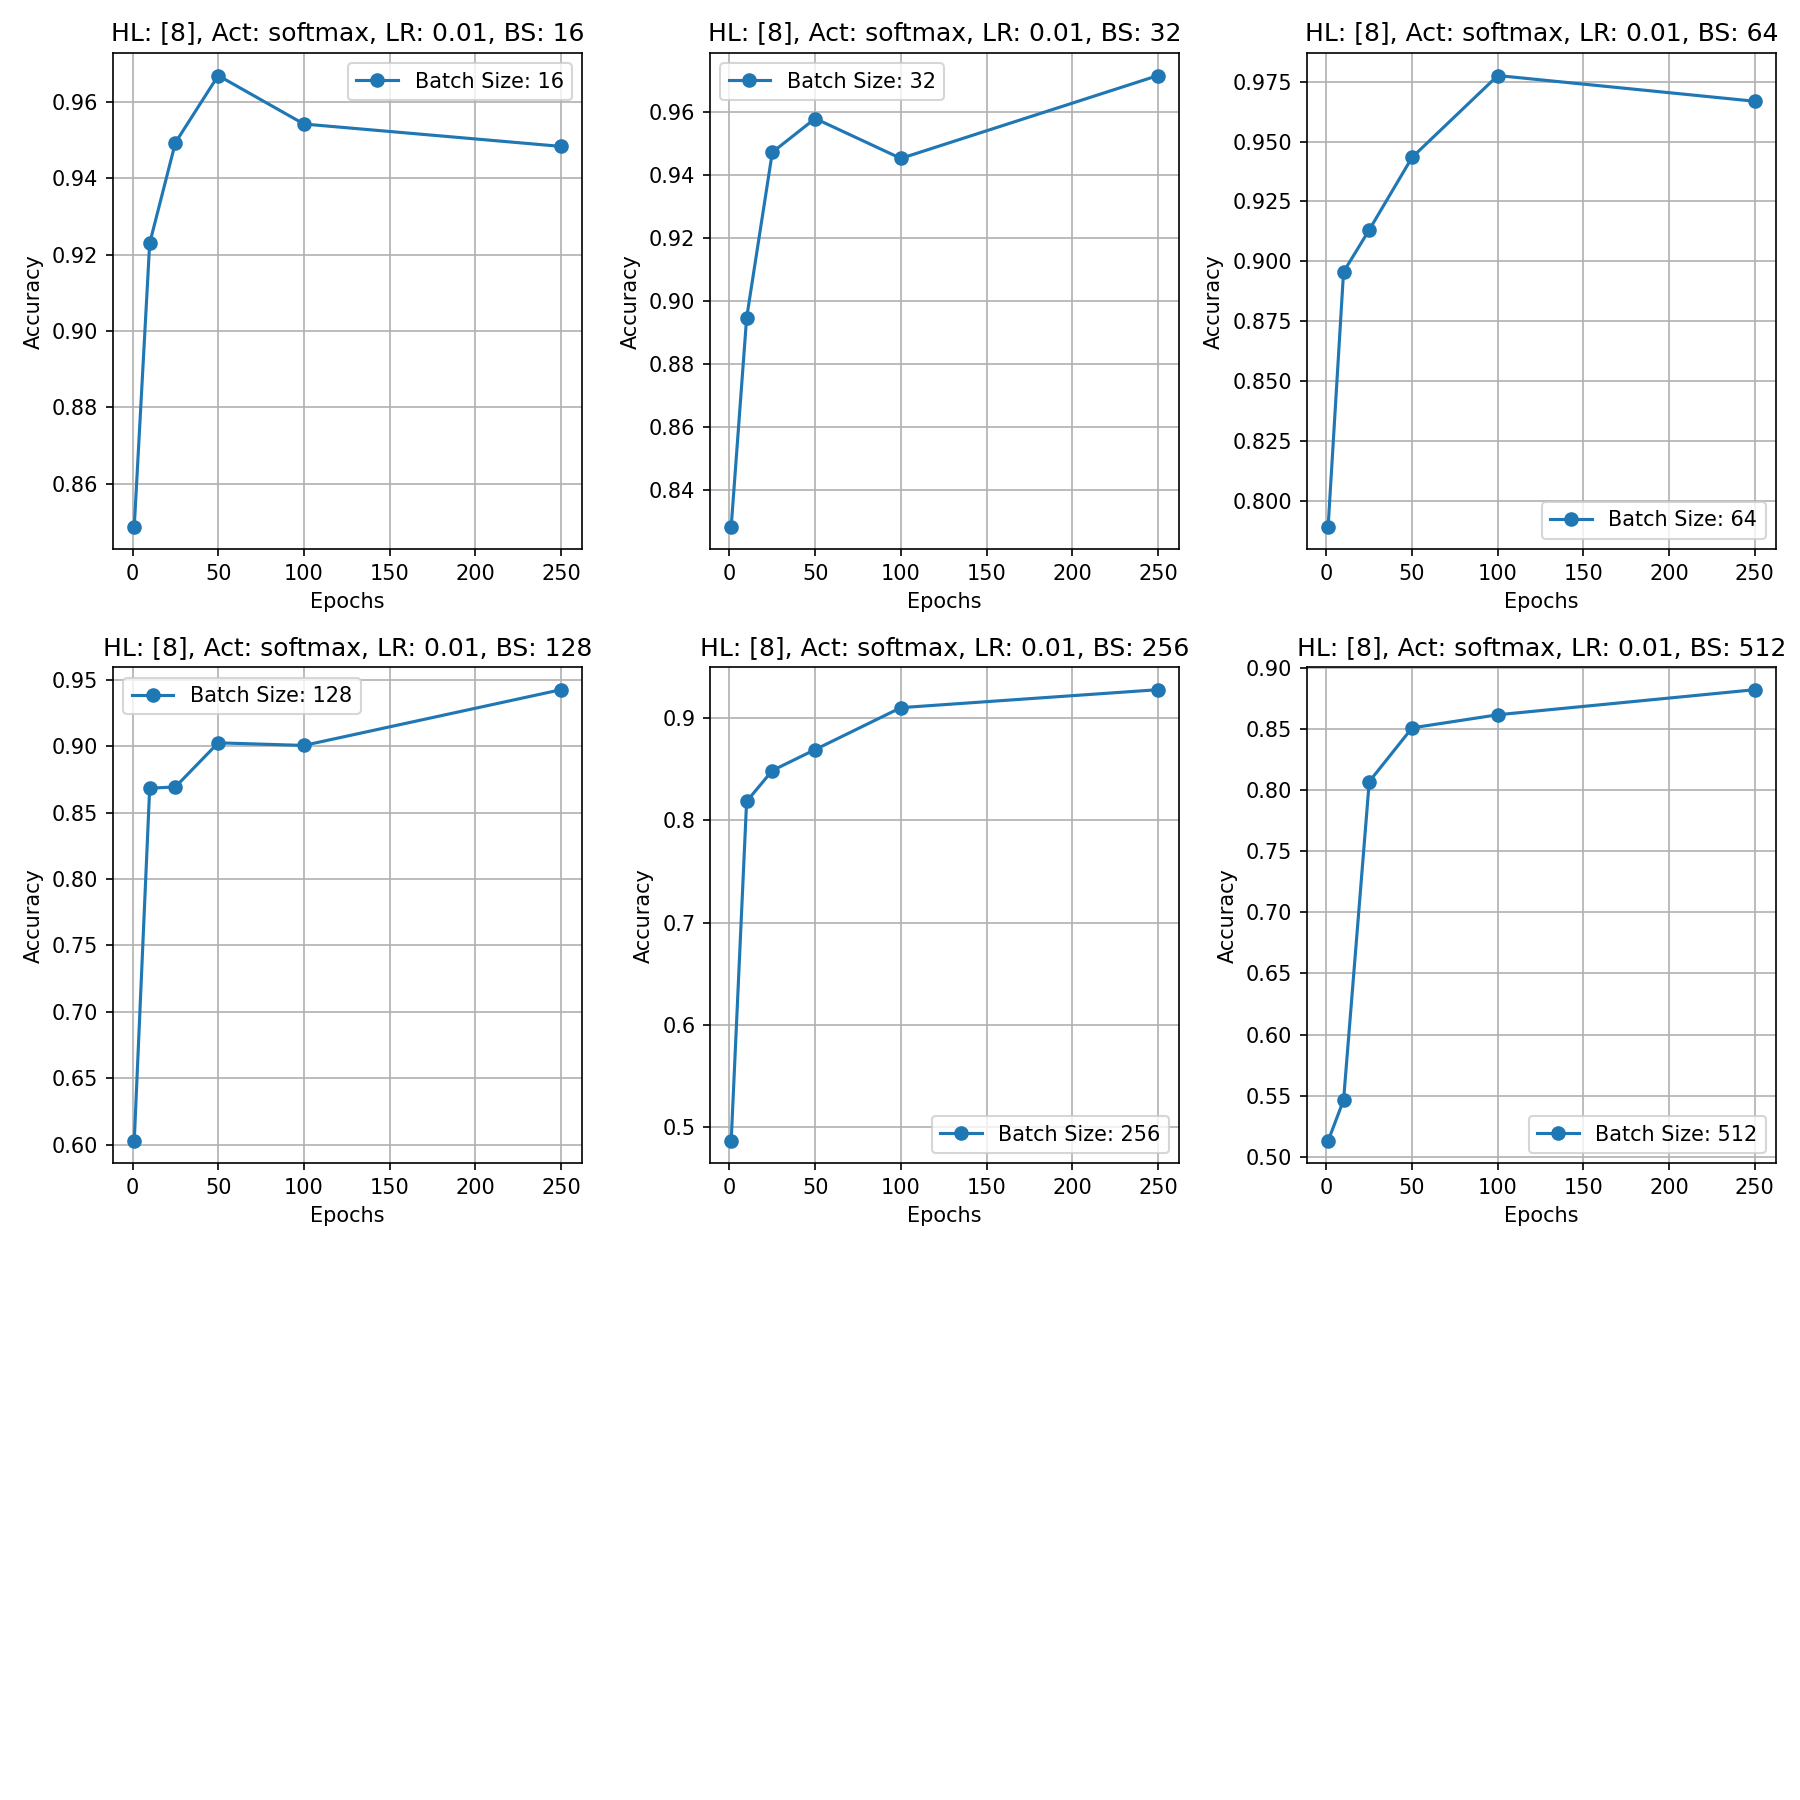 HL: [8], Act: softmax, LR: 0.01, BS: 16
Batch Size: 16
0.96
0.94
0.92
0.90
0.88
0.86
Accuracy
0 50 100 150 200 250
Epochs
HL: [8], Act: softmax, LR: 0.01, BS: 32
Batch Size: 32
0.96
0.94
0.92
0.90
0.88
0.86
0.84
Accuracy
0 50 100 150 200 250
Epochs
HL: [8], Act: softmax, LR: 0.01, BS: 64
0.975
0.950
0.925
0.900
0.875
0.850
0.825
0.800
Accuracy
Batch Size: 64
0 50 100 150 200 250
Epochs
HL: [8], Act: softmax, LR: 0.01, BS: 128
Batch Size: 128
0.95
0.90
0.85
0.80
0.75
0.70
0.65
0.60
Accuracy
0 50 100 150 200 250
Epochs
HL: [8], Act: softmax, LR: 0.01, BS: 256
0.9
0.8
0.7
0.6
0.5
Accuracy
Batch Size: 256
0 50 100 150 200 250
Epochs
HL: [8], Act: softmax, LR: 0.01, BS: 512
0.90
0.85
0.80
0.75
0.70
0.65
0.60
0.55
0.50
Accuracy
Batch Size: 512
0 50 100 150 200 250
Epochs